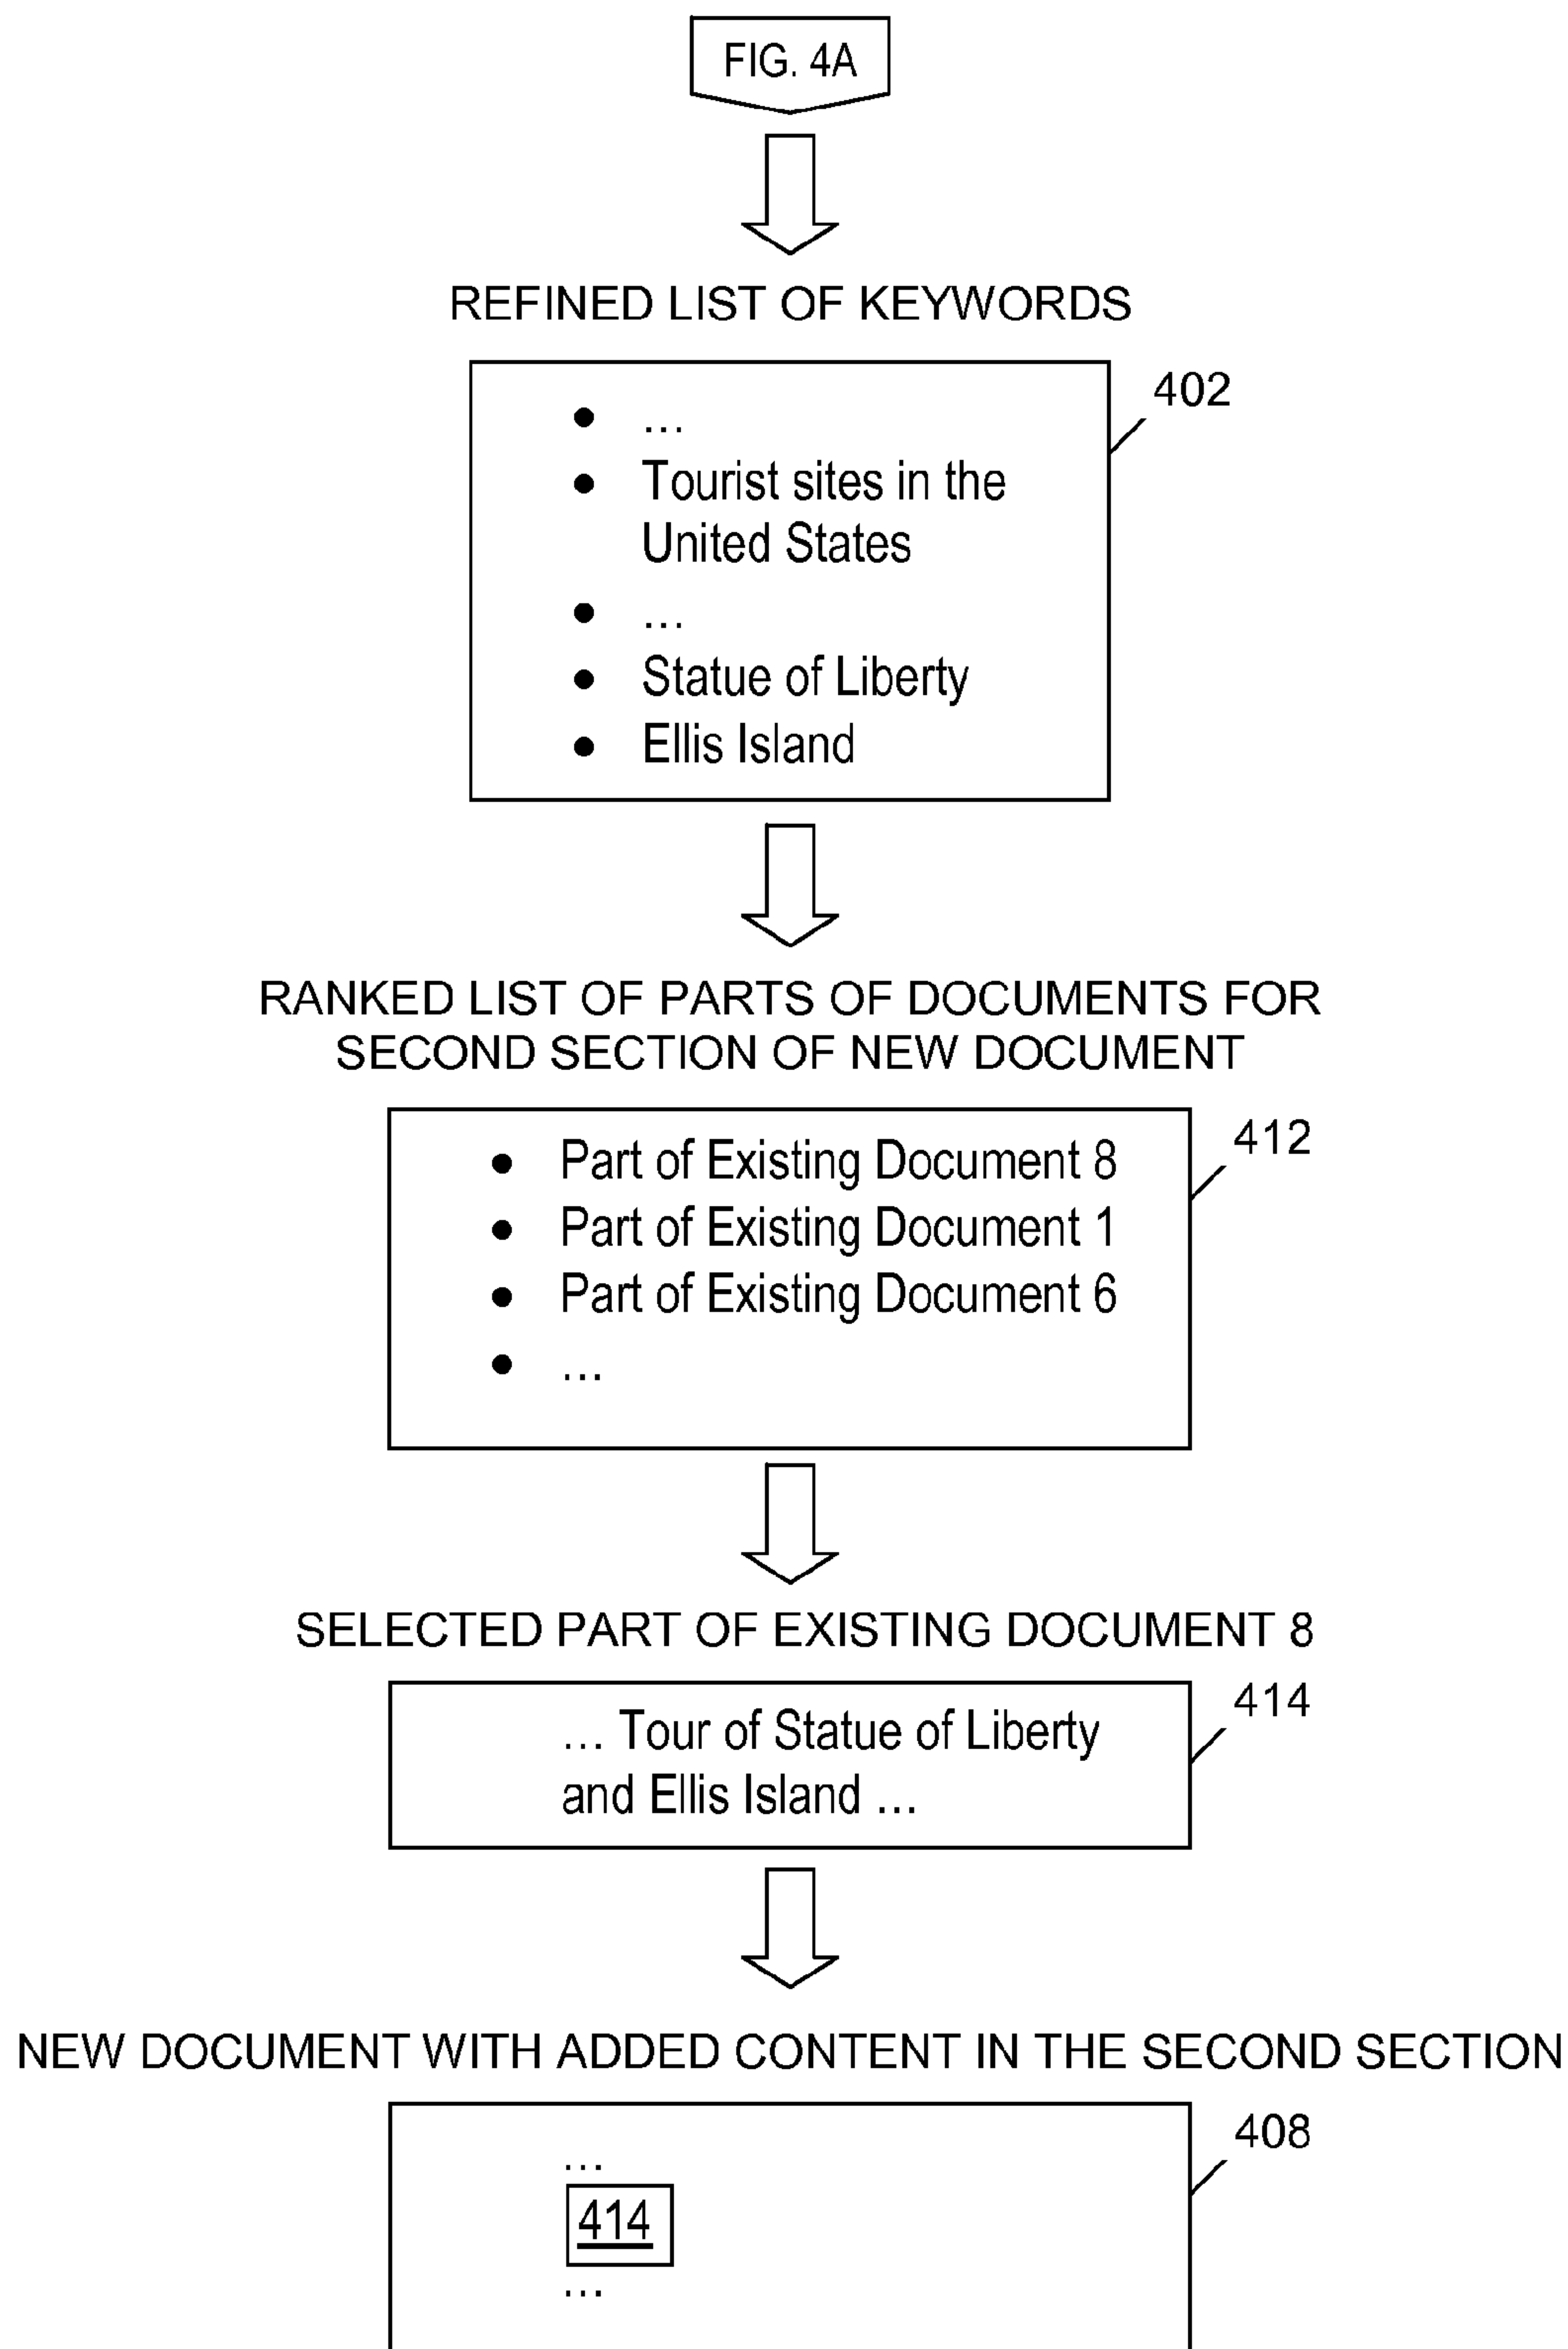 FIG. 4A
REFINED LIST OF KEYWORDS
402
• ...
• Tourist sites in the
United States
• ...
• Statue of Liberty
• Ellis Island
RANKED LIST OF PARTS OF DOCUMENTS FOR
SECOND SECTION OF NEW DOCUMENT
412
• Part of Existing Document 8
• Part of Existing Document 1
• Part of Existing Document 6
• ...
SELECTED PART OF EXISTING DOCUMENT 8
414
... Tour of Statue of Liberty
and Ellis Island ...
NEW DOCUMENT WITH ADDED CONTENT IN THE SECOND SECTION
408
...
414
...